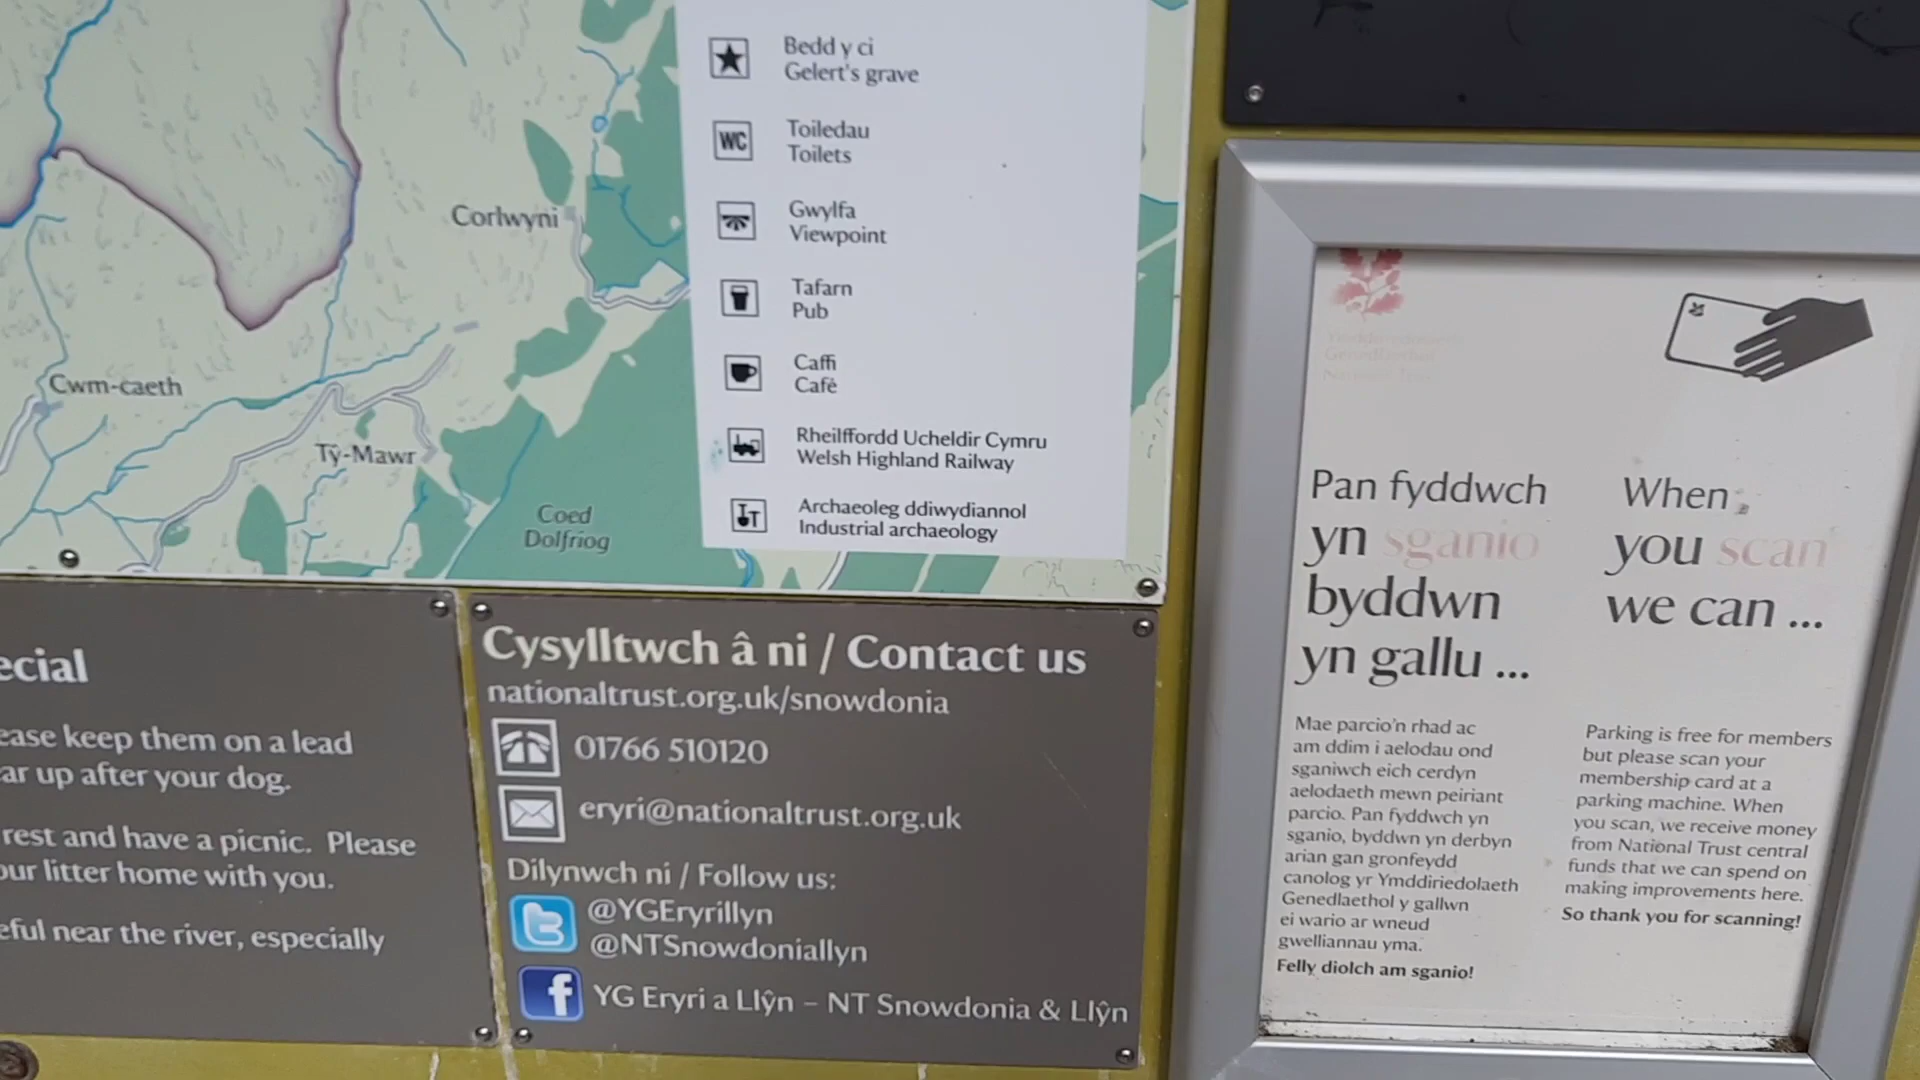 Bedd y ci
Gelert's grave
WC
Toiledau
Toilets
Gwylfa
Viewpoint
Tafarn
Pub
Caffi
Café
Rheilffordd Ucheldir Cymru
Welsh Highland Railway
Archaeoleg ddiwydiannol
Industrial archaeology
Corlwyni
Cwm-caeth
Tŷ-Mawr
Coed
Dolfriog
ecial
ease keep them on a lead
ar up after your dog.
rest and have a picnic. Please
our litter home with you.
eful near the river, especially
Cysylltwch â ni / Contact us
nationaltrust.org.uk/snowdonia
01766 510120
eryri@nationaltrust.org.uk
Dilynwch ni / Follow us:
@YGEryrillyn
@NTSnowdoniallyn
YG Eryri a Llŷn – NT Snowdonia & Llŷn
Genedlaethol
National Trust
Pan fyddwch
yn sganio
byddwn
yn gallu ...
Mae parcio'n rhad ac
am ddim i aelodau ond
sganiwch eich cerdyn
aelodaeth mewn peiriant
parcio. Pan fyddwch yn
sganio, byddwn yn derbyn
arian gan gronfeydd
canolog yr Ymddiriedolaeth
Genedlaethol y gallwn
ei wario ar wneud
gwelliannau yma.
Felly diolch am sganio!
When
you scan
we can ...
Parking is free for members
but please scan your
membership card at a
parking machine. When
you scan, we receive money
from National Trust central
funds that we can spend on
making improvements here.
So thank you for scanning!